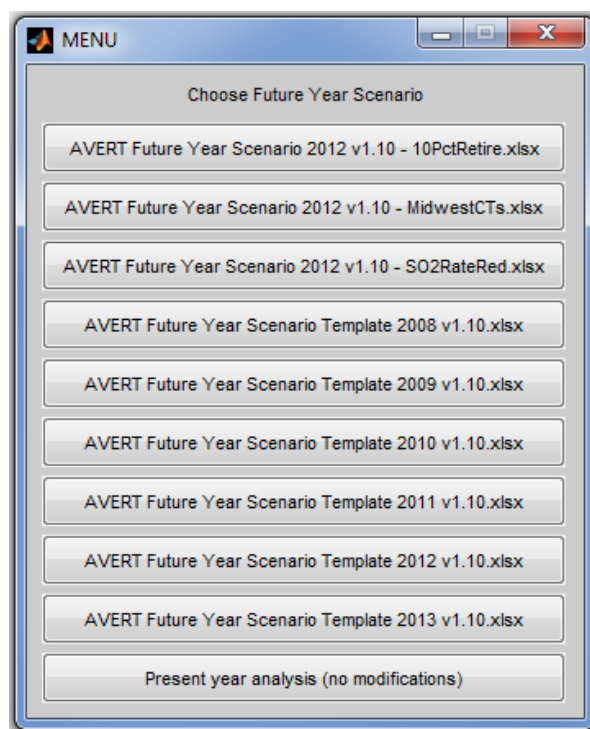 MENU
Choose Future Year Scenario
AVERT Future Year Scenario 2012 v1.10 - 10PctRetire.xlsx
AVERT Future Year Scenario 2012 v1.10 - MidwestCTs.xlsx
AVERT Future Year Scenario 2012 v1.10 - SO2RateRed.xlsx
AVERT Future Year Scenario Template 2008 v1.10.xlsx
AVERT Future Year Scenario Template 2009 v1.10.xlsx
AVERT Future Year Scenario Template 2010 v1.10.xlsx
AVERT Future Year Scenario Template 2011 v1.10.xlsx
AVERT Future Year Scenario Template 2012 v1.10.xlsx
AVERT Future Year Scenario Template 2013 v1.10.xlsx
Present year analysis (no modifications)